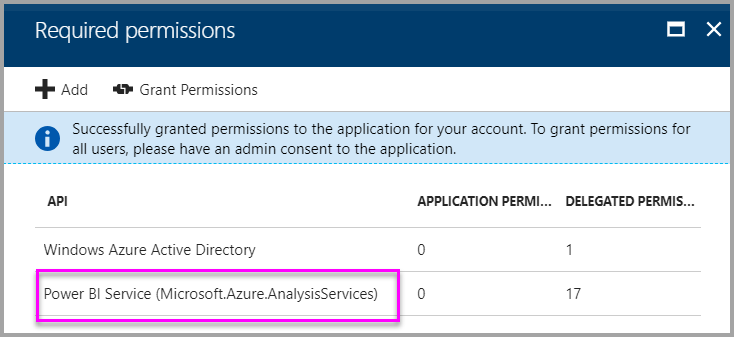 Required permissions
Add Grant Permissions
Successfully granted permissions to the application for your account. To grant permissions for
all users, please have an admin consent to the application.
API APPLICATION PERMI... DELEGATED PERMIS...
Windows Azure Active Directory 0 1
Power BI Service (Microsoft.Azure.AnalysisServices) 0 17